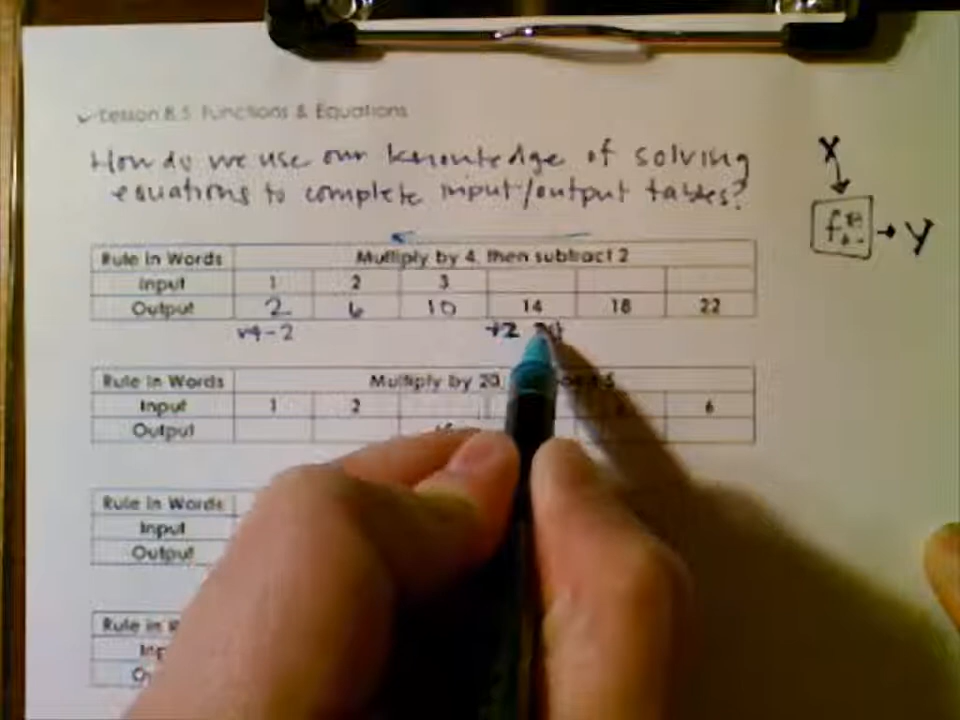 Lesson 8.5 Functions & Equations
How do we use our knowledge of solving
equations to complete input/output tables?
X
Y
Rule in Words Multiply by 4, then subtract 2
Input 1 2 3
Output 2 6 10 14 18 22
x4-2 +2
Rule in Words Multiply by 20,
Input 1 2 6
Output
Rule in Words
Input
Output
Rule in